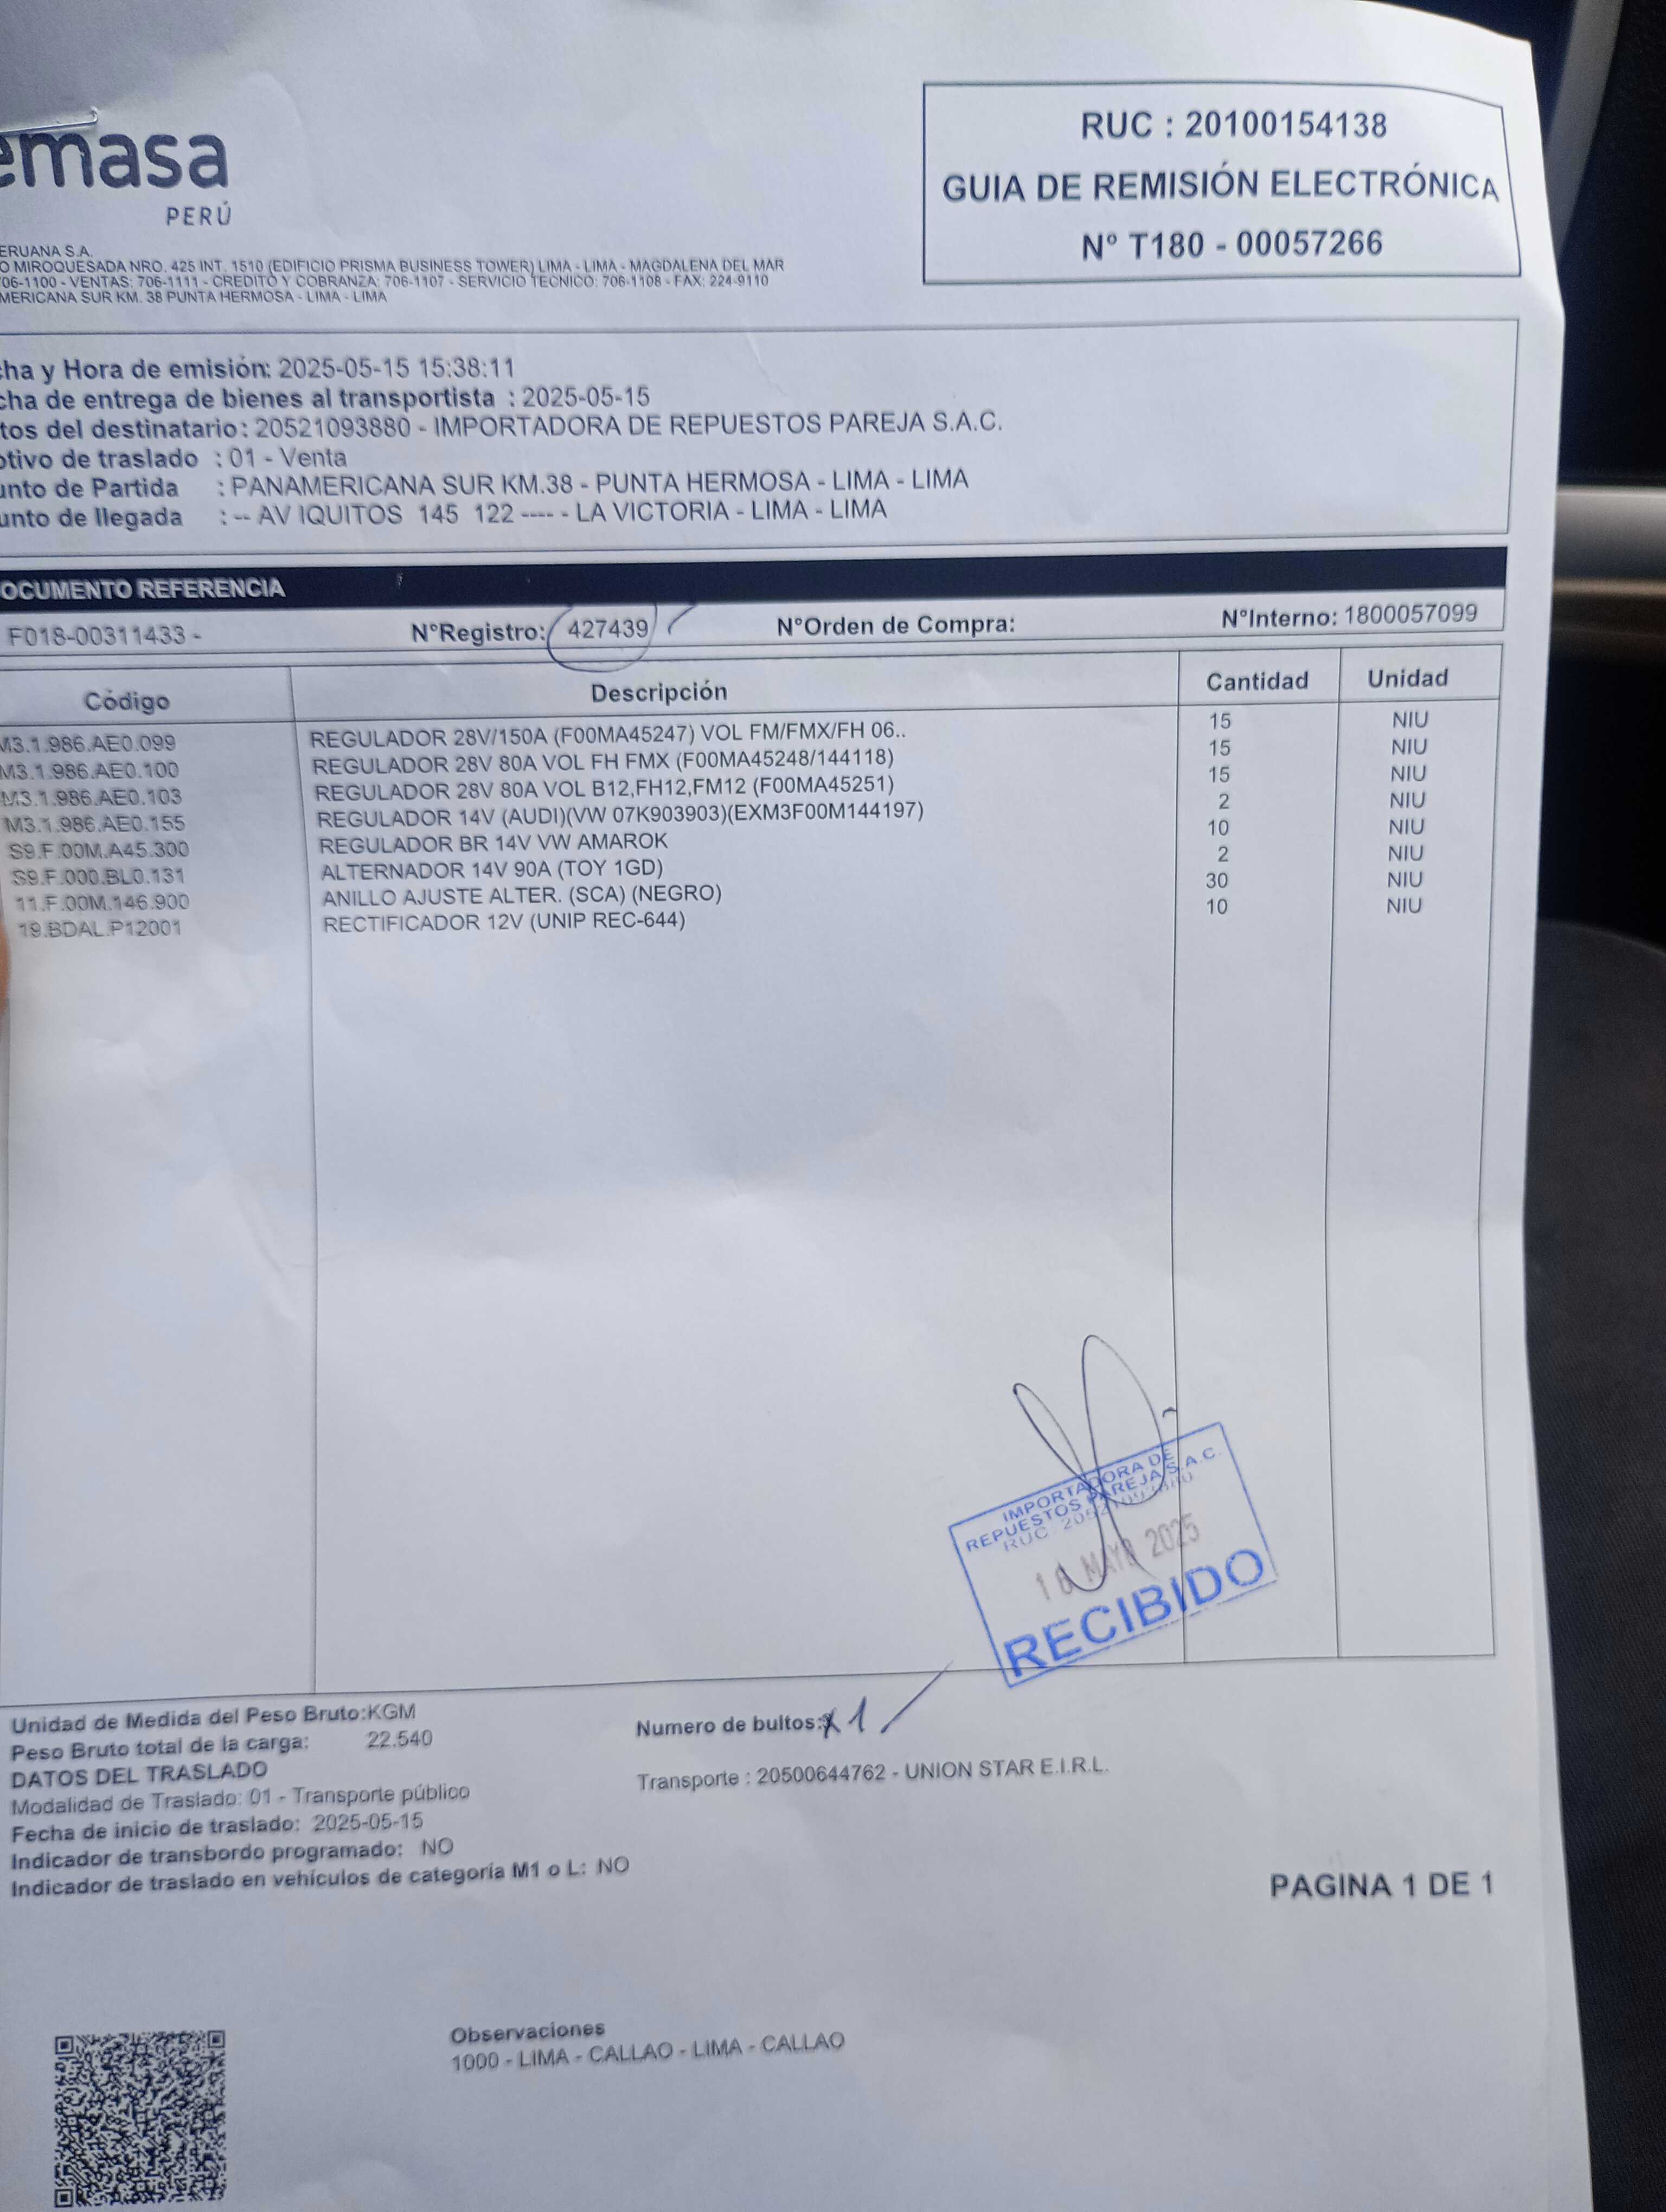 emasa
PERÚ
RUC : 20100154138
GUIA DE REMISIÓN ELECTRÓNICA
Nº T180 - 00057266
ERUANA S.A.
O MIROQUESADA NRO. 425 INT. 1510 (EDIFICIO PRISMA BUSINESS TOWER) LIMA - LIMA - MAGDALENA DEL MAR
06-1100 - VENTAS: 706-1111 - CREDITO Y COBRANZA: 706-1107 - SERVICIO TECNICO: 706-1108 - FAX: 224-9110
MERICANA SUR KM. 38 PUNTA HERMOSA - LIMA - LIMA
cha y Hora de emisión: 2025-05-15 15:38:11
cha de entrega de bienes al transportista : 2025-05-15
tos del destinatario: 20521093880 - IMPORTADORA DE REPUESTOS PAREJA S.A.C.
otivo de traslado : 01 - Venta
unto de Partida : PANAMERICANA SUR KM.38 - PUNTA HERMOSA - LIMA - LIMA
unto de llegada : -- AV IQUITOS 145 122 ---- - LA VICTORIA - LIMA - LIMA
OCUMENTO REFERENCIA
F018-00311433 - NºRegistro: 427439 NºOrden de Compra: NºInterno: 1800057099
Código Descripción Cantidad Unidad
M3.1.986.AE0.099 REGULADOR 28V/150A (F00MA45247) VOL FM/FMX/FH 06.. 15 NIU
M3.1.986.AE0.100 REGULADOR 28V 80A VOL FH FMX (F00MA45248/144118) 15 NIU
M3.1.986.AE0.103 REGULADOR 28V 80A VOL B12,FH12,FM12 (F00MA45251) 15 NIU
M3.1.986.AE0.155 REGULADOR 14V (AUDI)(VW 07K903903)(EXM3F00M144197) 2 NIU
S9.F.00M.A45.300 REGULADOR BR 14V VW AMAROK 10 NIU
S9.F.000.BL0.131 ALTERNADOR 14V 90A (TOY 1GD) 2 NIU
11.F.00M.146.900 ANILLO AJUSTE ALTER. (SCA) (NEGRO) 30 NIU
19.BDAL.P12001 RECTIFICADOR 12V (UNIP REC-644) 10 NIU
IMPORTADORA DE
REPUESTOS PAREJA S.A.C.
RUC
MAYO 2025
RECIBIDO
Unidad de Medida del Peso Bruto:KGM
Peso Bruto total de la carga: 22.540
Numero de bultos: 1
DATOS DEL TRASLADO
Transporte : 20500644762 - UNION STAR E.I.R.L.
Modalidad de Traslado: 01 - Transporte público
Fecha de inicio de traslado: 2025-05-15
Indicador de transbordo programado: NO
Indicador de traslado en vehículos de categoría M1 o L: NO
PAGINA 1 DE 1
Observaciones
1000 - LIMA - CALLAO - LIMA - CALLAO